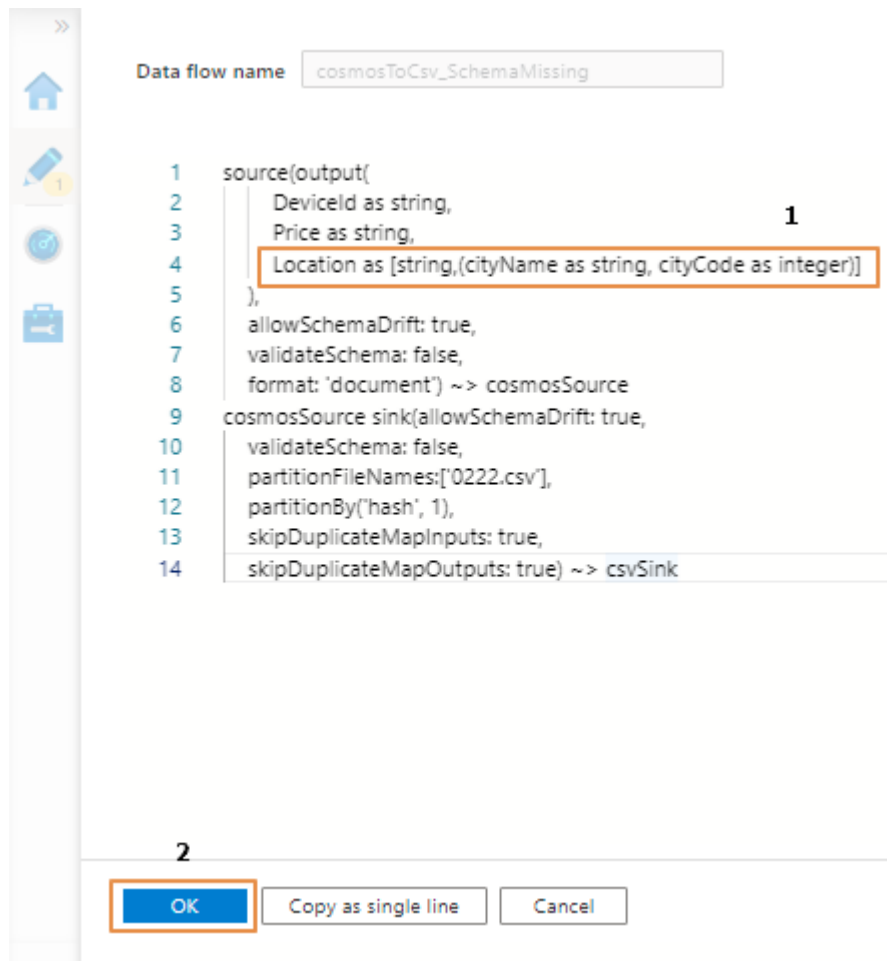 Data flow name cosmosToCsv_SchemaMissing
1 source(output(
2 DeviceId as string,
3 Price as string,
1
4 Location as [string,(cityName as string, cityCode as integer)]
5 ),
6 allowSchemaDrift: true,
7 validateSchema: false,
8 format: 'document') ~> cosmosSource
9 cosmosSource sink(allowSchemaDrift: true,
10 validateSchema: false,
11 partitionFileNames:['0222.csv'],
12 partitionBy('hash', 1),
13 skipDuplicateMapInputs: true,
14 skipDuplicateMapOutputs: true) ~> csvSink
2
OK Copy as single line Cancel
1